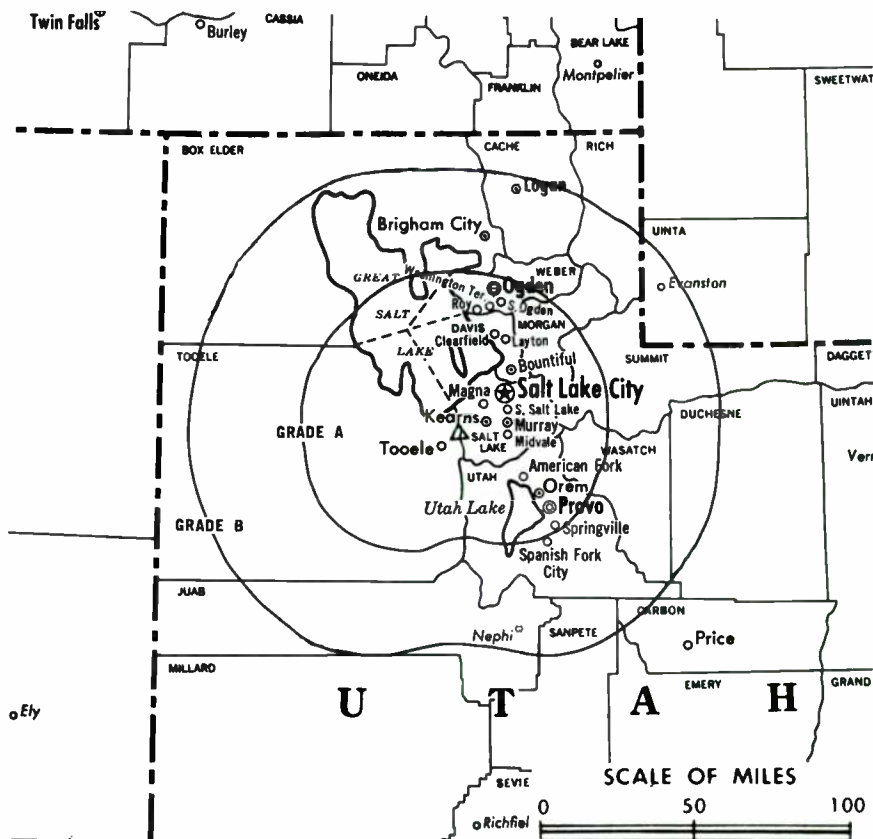 Twin Falls
CASSIA
Burley
ONEIDA
BEAR LAKE
Montpelier
FRANKLIN
SWEETWAT
BOX ELDER
CACHE
RICH
Logan
UINTA
Brigham City
WEBER
Evanston
GREAT
Washington Ter.
Ogden
Roy
S. Ogden
SALT
MORGAN
DAVIS
Clearfield
Layton
LAKE
TOOELE
SUMMIT
DAGGET
Bountiful
Salt Lake City
Magna
UINTAH
S. Salt Lake
DUCHESNE
Kearns
Murray
GRADE A
SALT
LAKE
Midvale
WASATCH
Tooele
Vern
American Fork
UTAH
Orem
Utah Lake
Provo
GRADE B
Springville
Spanish Fork
City
JUAB
CARBON
Nephi
SANPETE
Price
MILLARD
EMERY
GRAND
U T A H
Ely
SEVIE
SCALE OF MILES
0 50 100
Richfiel